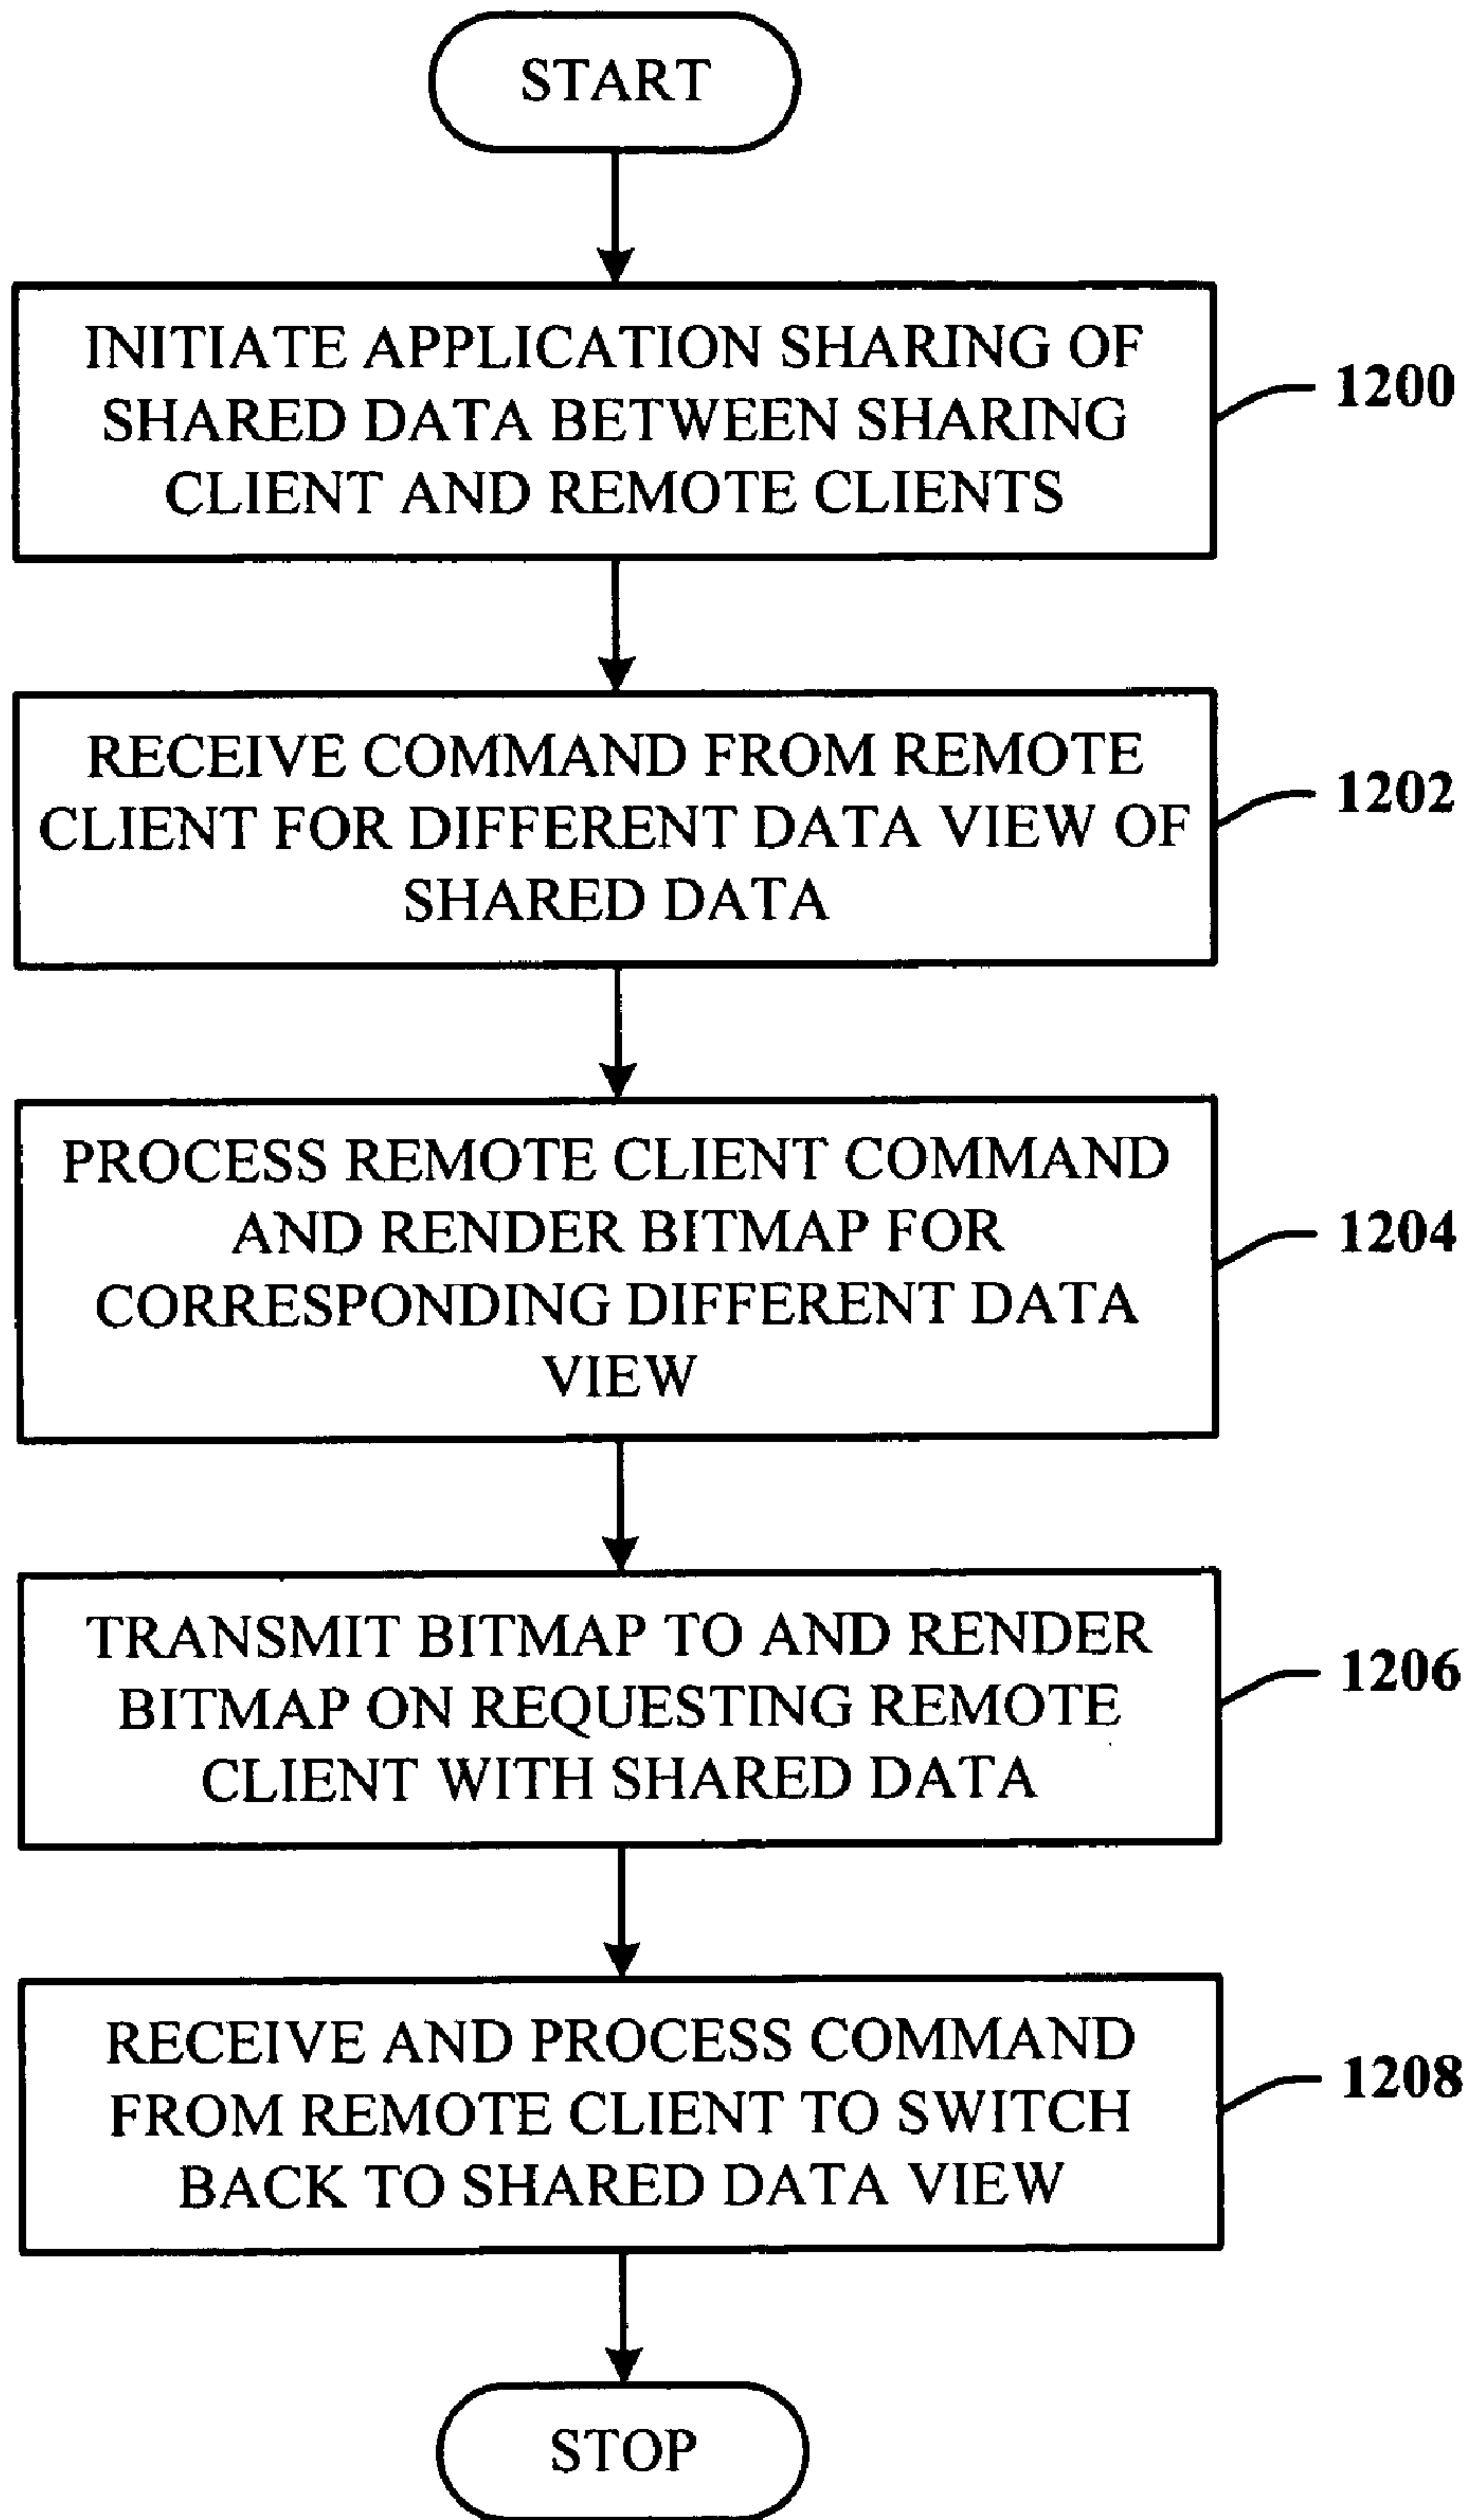 START
INITIATE APPLICATION SHARING OF
SHARED DATA BETWEEN SHARING
CLIENT AND REMOTE CLIENTS
1200
RECEIVE COMMAND FROM REMOTE
CLIENT FOR DIFFERENT DATA VIEW OF
SHARED DATA
1202
PROCESS REMOTE CLIENT COMMAND
AND RENDER BITMAP FOR
CORRESPONDING DIFFERENT DATA
VIEW
1204
TRANSMIT BITMAP TO AND RENDER
BITMAP ON REQUESTING REMOTE
CLIENT WITH SHARED DATA
1206
RECEIVE AND PROCESS COMMAND
FROM REMOTE CLIENT TO SWITCH
BACK TO SHARED DATA VIEW
1208
STOP